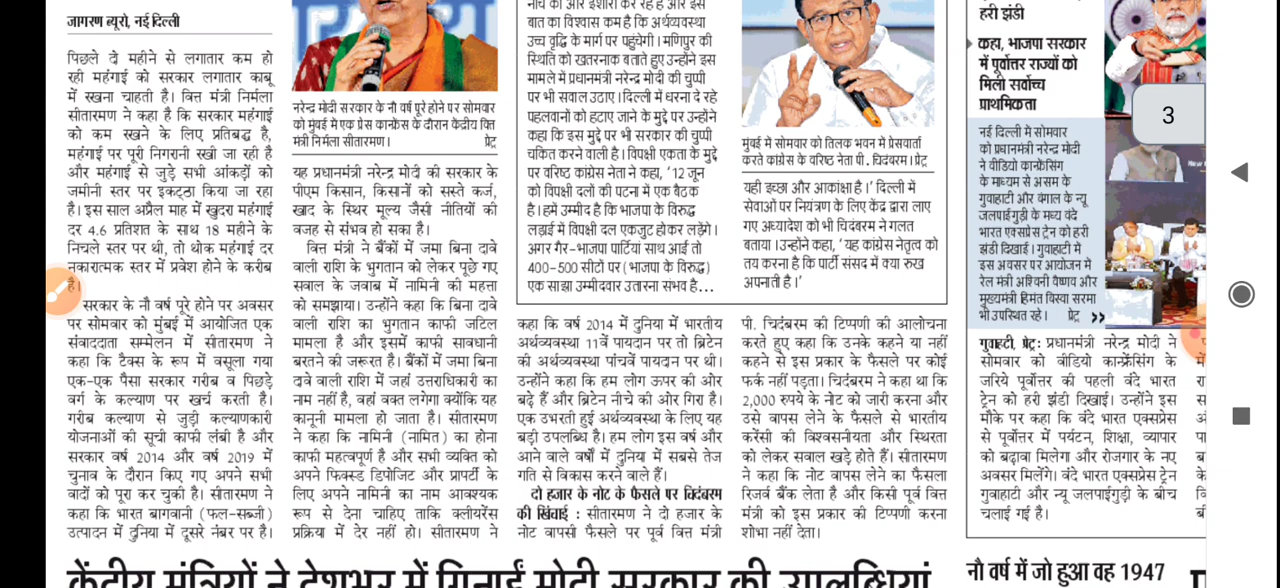 जागरण ब्यूरो, नई दिल्ली
पिछले दो महीने से लगातार कम हो
रही महंगाई को सरकार लगातार काबू
में रखना चाहती है। वित्त मंत्री निर्मला
सीतारमण ने कहा है कि सरकार महंगाई
को कम रखने के लिए प्रतिबद्ध है,
महंगाई पर पूरी निगरानी रखी जा रही है
और महंगाई से जुड़े सभी आंकड़ों को
जमीनी स्तर पर इकट्ठा किया जा रहा
है। इस साल अप्रैल माह में खुदरा महंगाई
दर 4.6 प्रतिशत के साथ 18 महीने के
निचले स्तर पर थी, तो थोक महंगाई दर
नकारात्मक स्तर में प्रवेश होने के करीब
है।
सरकार के नौ वर्ष पूरे होने पर अवसर
पर सोमवार को मुंबई में आयोजित एक
संवाददाता सम्मेलन में सीतारमण ने
कहा कि टैक्स के रूप में वसूला गया
एक-एक पैसा सरकार गरीब व पिछड़े
वर्ग के कल्याण पर खर्च करती है।
गरीब कल्याण से जुड़ी कल्याणकारी
योजनाओं की सूची काफी लंबी है और
सरकार वर्ष 2014 और वर्ष 2019 में
चुनाव के दौरान किए गए अपने सभी
वादों को पूरा कर चुकी है। सीतारमण ने
कहा कि भारत बागवानी (फल-सब्जी)
उत्पादन में दुनिया में दूसरे नंबर पर है।
नरेन्द्र मोदी सरकार के नौ वर्ष पूरे होने पर सोमवार
को मुंबई में एक प्रेस कान्फ्रेंस के दौरान केंद्रीय वित्त
मंत्री निर्मला सीतारमण। प्रेट्र
यह प्रधानमंत्री नरेन्द्र मोदी की सरकार के
पीएम किसान, किसानों को सस्ते कर्ज,
खाद के स्थिर मूल्य जैसी नीतियों की
वजह से संभव हो सका है।
वित्त मंत्री ने बैंकों में जमा बिना दावे
वाली राशि के भुगतान को लेकर पूछे गए
सवाल के जवाब में नामिनी की महत्ता
को समझाया। उन्होंने कहा कि बिना दावे
वाली राशि का भुगतान काफी जटिल
मामला है और इसमें काफी सावधानी
बरतने की जरूरत है। बैंकों में जमा बिना
दावे वाली राशि में जहां उत्तराधिकारी का
नाम नहीं है, वहां वक्त लगेगा क्योंकि यह
कानूनी मामला हो जाता है। सीतारमण
ने कहा कि नामिनी (नामित) का होना
काफी महत्वपूर्ण है और सभी व्यक्ति को
अपने फिक्स्ड डिपोजिट और प्रापर्टी के
लिए अपने नामिनी का नाम आवश्यक
रूप से देना चाहिए ताकि क्लीयरेंस
प्रक्रिया में देर नहीं हो। सीतारमण ने
नीचे की ओर इशारा कर रहे हैं और इस
बात का विश्वास कम है कि अर्थव्यवस्था
उच्च वृद्धि के मार्ग पर पहुंचेगी। मणिपुर की
स्थिति को खतरनाक बताते हुए उन्होंने इस
मामले में प्रधानमंत्री नरेन्द्र मोदी की चुप्पी
पर भी सवाल उठाए। दिल्ली में धरना दे रहे
पहलवानों को हटाए जाने के मुद्दे पर उन्होंने
कहा कि इस मुद्दे पर भी सरकार की चुप्पी
चकित करने वाली है। विपक्षी एकता के मुद्दे
पर वरिष्ठ कांग्रेस नेता ने कहा, '12 जून
को विपक्षी दलों की पटना में एक बैठक
है। हमें उम्मीद है कि भाजपा के विरुद्ध
लड़ाई में विपक्षी दल एकजुट होकर लड़ेंगे।
अगर गैर-भाजपा पार्टियां साथ आई तो
400-500 सीटों पर (भाजपा के विरुद्ध)
एक साझा उम्मीदवार उतारना संभव है...
मुंबई में सोमवार को तिलक भवन में प्रेसवार्ता
करते कांग्रेस के वरिष्ठ नेता पी. चिदंबरम। प्रेट्र
यही इच्छा और आकांक्षा है।' दिल्ली में
सेवाओं पर नियंत्रण के लिए केंद्र द्वारा लाए
गए अध्यादेश को भी चिदंबरम ने गलत
बताया। उन्होंने कहा, 'यह कांग्रेस नेतृत्व को
तय करना है कि पार्टी संसद में क्या रुख
अपनाती है।'
कहा कि वर्ष 2014 में दुनिया में भारतीय
अर्थव्यवस्था 11वें पायदान पर तो ब्रिटेन
की अर्थव्यवस्था पांचवें पायदान पर थी।
उन्होंने कहा कि हम लोग ऊपर की ओर
बढ़े हैं और ब्रिटेन नीचे की ओर गिरा है।
एक उभरती हुई अर्थव्यवस्था के लिए यह
बड़ी उपलब्धि है। हम लोग इस वर्ष और
आने वाले वर्षों में दुनिया में सबसे तेज
गति से विकास करने वाले हैं।
दो हजार के नोट के फैसले पर चिदंबरम
की खिंचाई : सीतारमण ने दो हजार के
नोट वापसी फैसले पर पूर्व वित्त मंत्री
पी. चिदंबरम की टिप्पणी की आलोचना
करते हुए कहा कि उनके कहने या नहीं
कहने से इस प्रकार के फैसले पर कोई
फर्क नहीं पड़ता। चिदंबरम ने कहा था कि
2,000 रुपये के नोट को जारी करना और
उसे वापस लेने के फैसले से भारतीय
करेंसी की विश्वसनीयता और स्थिरता
को लेकर सवाल खड़े होते हैं। सीतारमण
ने कहा कि नोट वापस लेने का फैसला
रिजर्व बैंक लेता है और किसी पूर्व वित्त
मंत्री को इस प्रकार की टिप्पणी करना
शोभा नहीं देता।
हरी झंडी
कहा, भाजपा सरकार
में पूर्वोत्तर राज्यों को
मिली सर्वोच्च
प्राथमिकता
3
नई दिल्ली में सोमवार
को प्रधानमंत्री नरेन्द्र मोदी
ने वीडियो कान्फ्रेंसिंग
के माध्यम से असम के
गुवाहाटी और बंगाल के न्यू
जलपाईगुड़ी के मध्य वंदे
भारत एक्सप्रेस ट्रेन को हरी
झंडी दिखाई। गुवाहाटी में
इस अवसर पर आयोजन में
रेल मंत्री अश्विनी वैष्णव और
मुख्यमंत्री हिमंत बिस्वा सरमा
भी उपस्थित रहे। प्रेट्र
गुवाहाटी, प्रेट्र: प्रधानमंत्री नरेन्द्र मोदी ने
सोमवार को वीडियो कान्फ्रेंसिंग के
जरिये पूर्वोत्तर की पहली वंदे भारत
ट्रेन को हरी झंडी दिखाई। उन्होंने इस
मौके पर कहा कि वंदे भारत एक्सप्रेस
से पूर्वोत्तर में पर्यटन, शिक्षा, व्यापार
को बढ़ावा मिलेगा और रोजगार के नए
अवसर मिलेंगे। वंदे भारत एक्सप्रेस ट्रेन
गुवाहाटी और न्यू जलपाईगुड़ी के बीच
चलाई गई है।
केंद्रीय मंत्रियों ने देशभर में गिनाईं मोदी सरकार की उपलब्धियां
नौ वर्ष में जो हुआ वह 1947